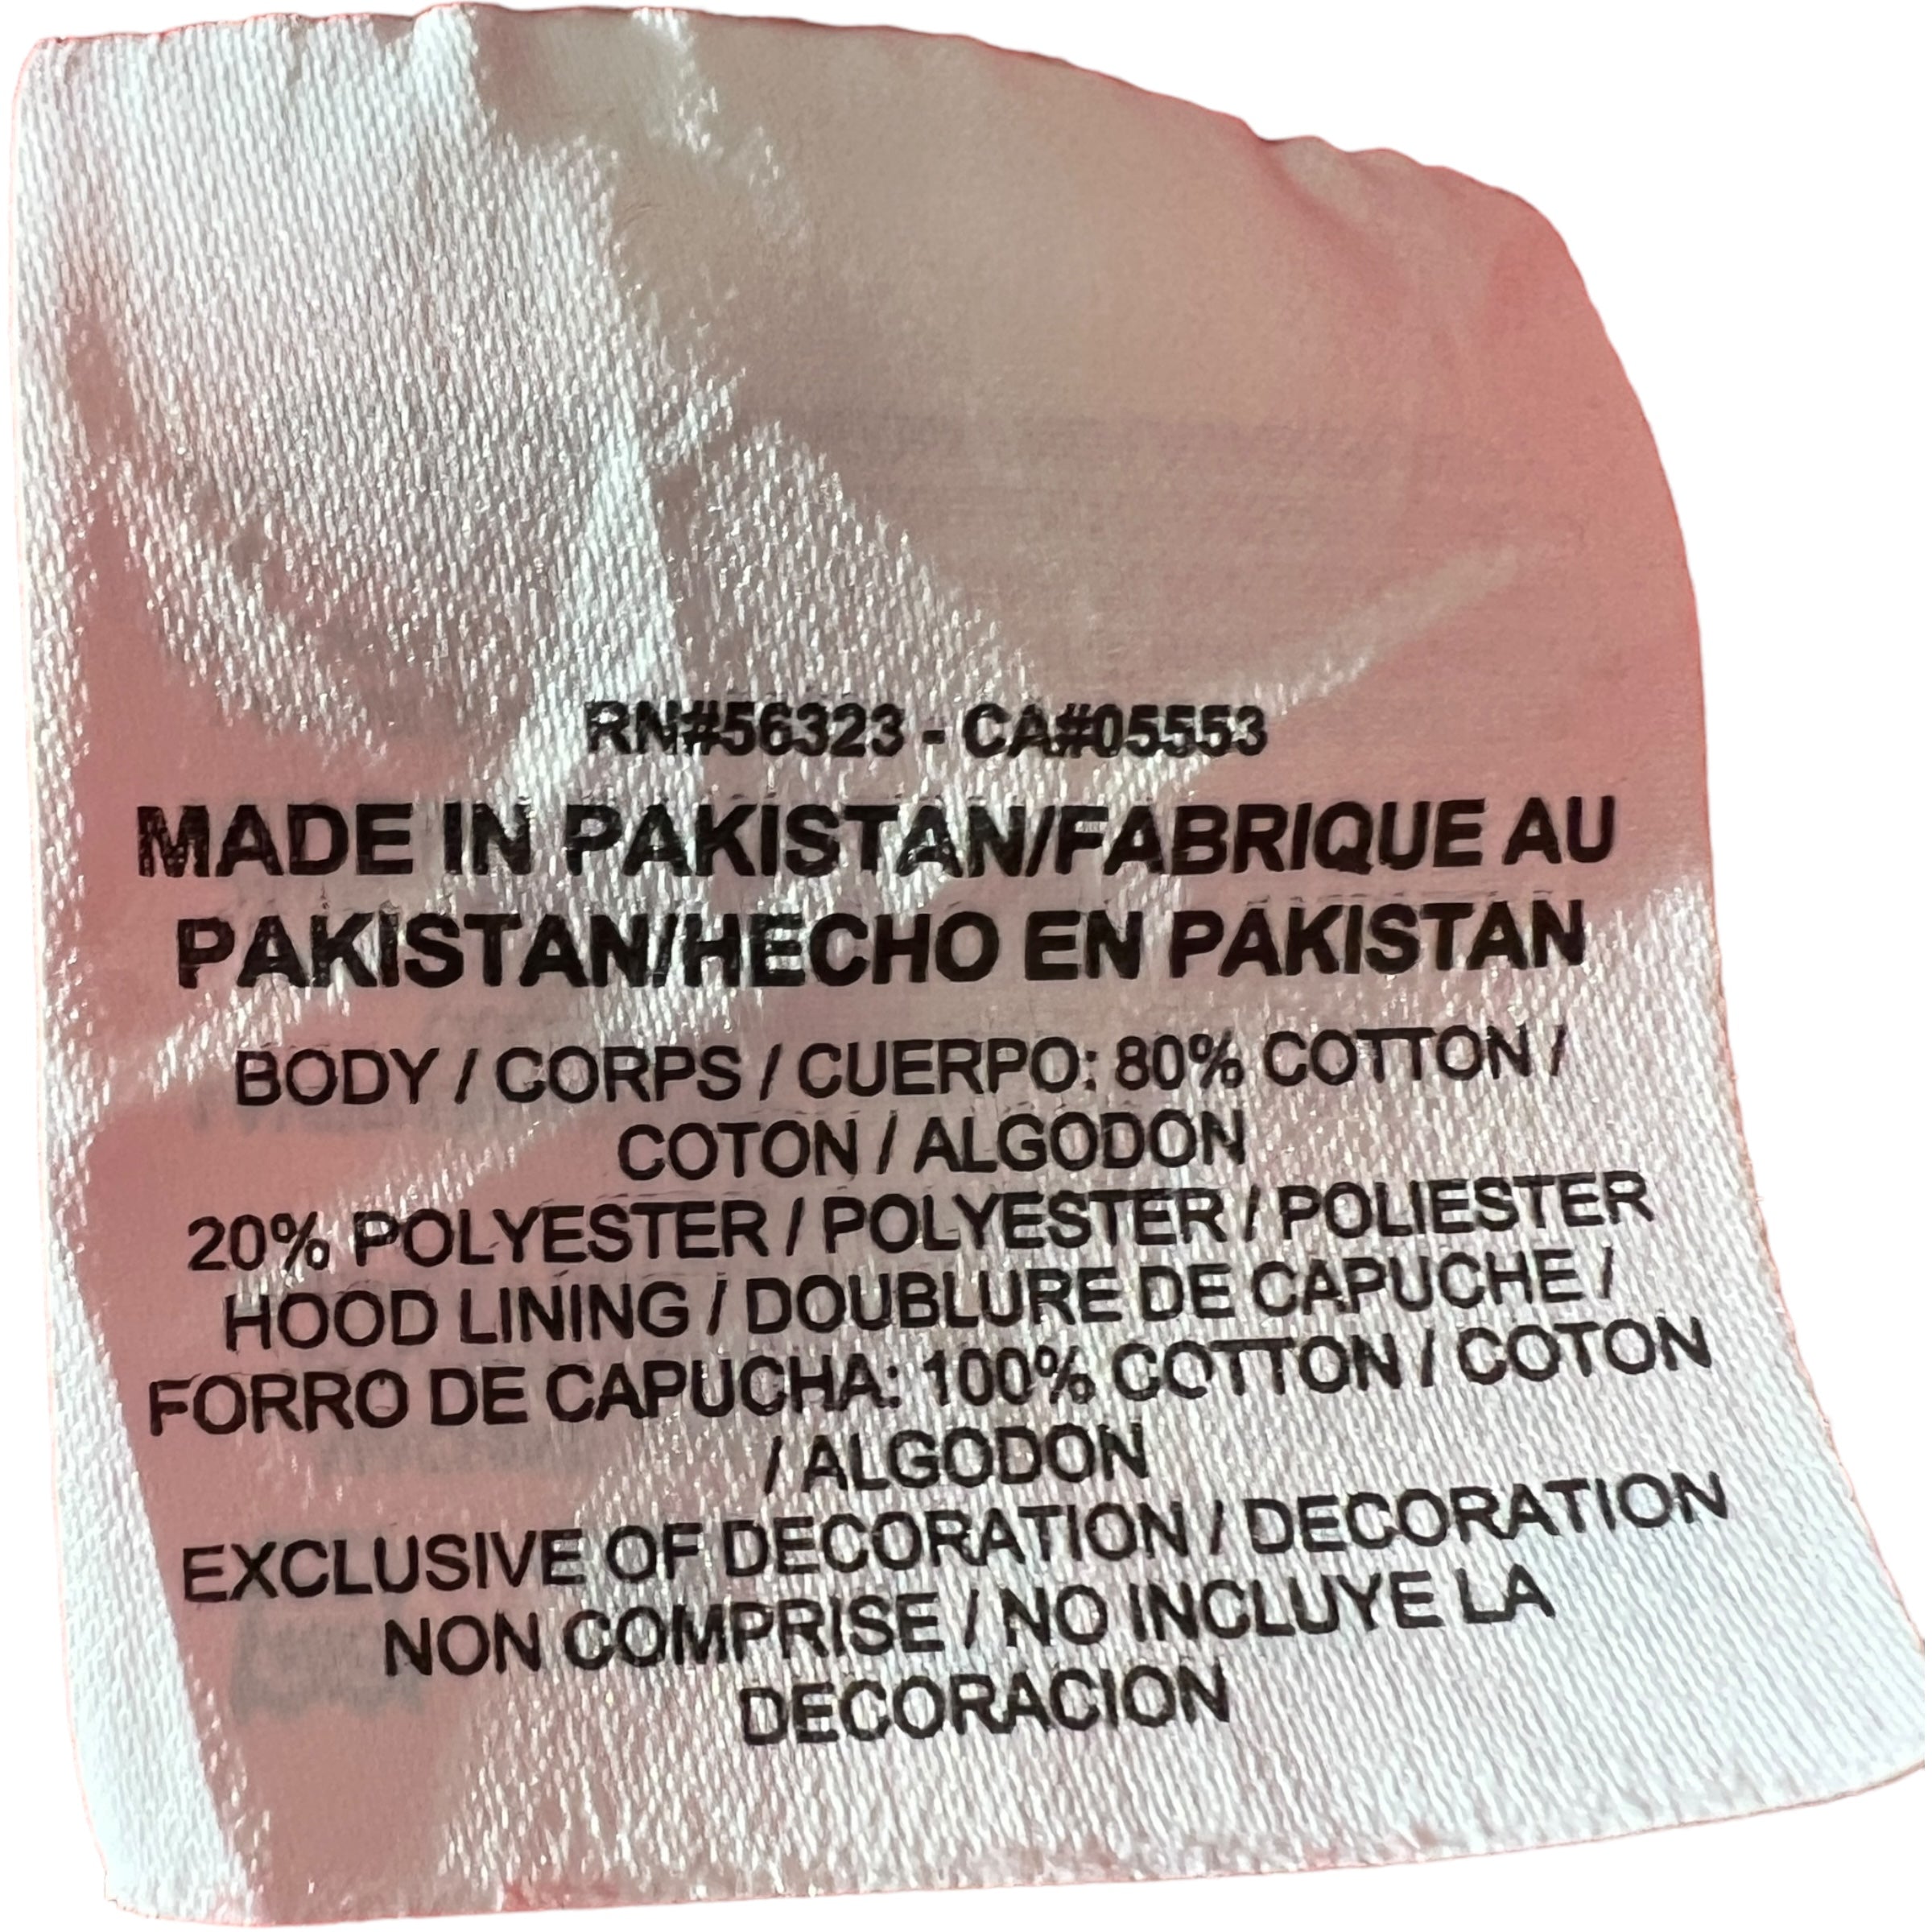 RN#56323 - CA#05553
MADE IN PAKISTAN/FABRIQUE AU
PAKISTAN/HECHO EN PAKISTAN
BODY / CORPS / CUERPO: 80% COTTON /
COTON / ALGODON
20% POLYESTER / POLYESTER / POLIESTER
HOOD LINING / DOUBLURE DE CAPUCHE /
FORRO DE CAPUCHA: 100% COTTON / COTON
/ ALGODON
EXCLUSIVE OF DECORATION / DECORATION
NON COMPRISE / NO INCLUYE LA
DECORACION